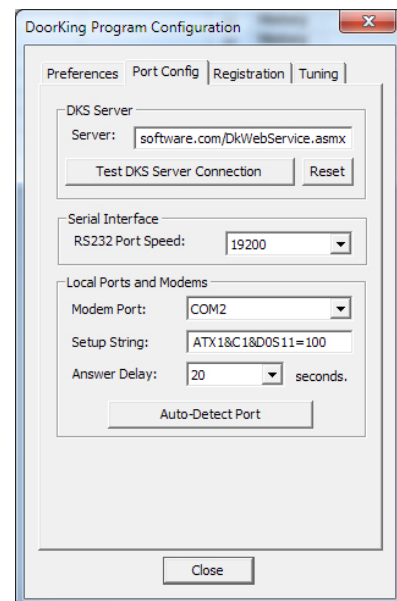 DoorKing Program Configuration
Preferences Port Config Registration Tuning
DKS Server
Server: software.com/DkWebService.asmx
Test DKS Server Connection Reset
Serial Interface
RS232 Port Speed: 19200
Local Ports and Modems
Modem Port: COM2
Setup String: ATX1&C1&D0S11=100
Answer Delay: 20 seconds.
Auto-Detect Port
Close